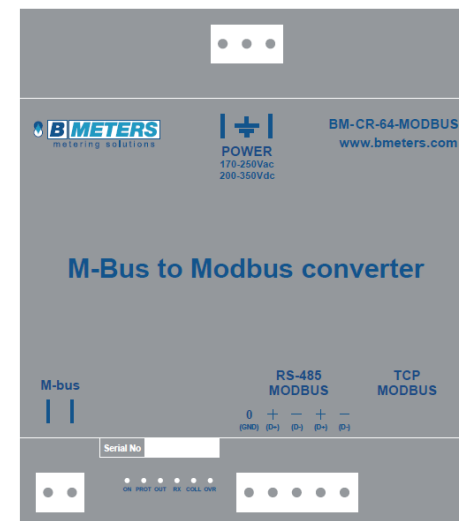 B METERS
metering solutions
POWER
170-250Vac
200-350Vdc
BM-CR-64-MODBUS
www.bmeters.com
M-Bus to Modbus converter
M-bus
RS-485
MODBUS
TCP
MODBUS
0 + — + —
(GND) (D+) (D-) (D+) (D-)
Serial No
ON PROT OUT RX COLL OVR